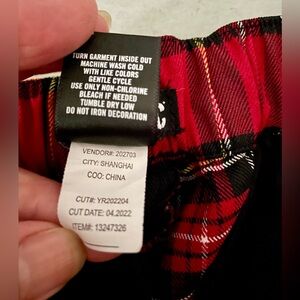 TURN GARMENT INSIDE OUT
MACHINE WASH COLD
WITH LIKE COLORS
GENTLE CYCLE
USE ONLY NON-CHLORINE
BLEACH IF NEEDED
TUMBLE DRY LOW
DO NOT IRON DECORATION
VENDOR#: 202703
CITY: SHANGHAI
COO: CHINA
CUT#: YR202204
CUT DATE: 04.2022
ITEM#: 13247326